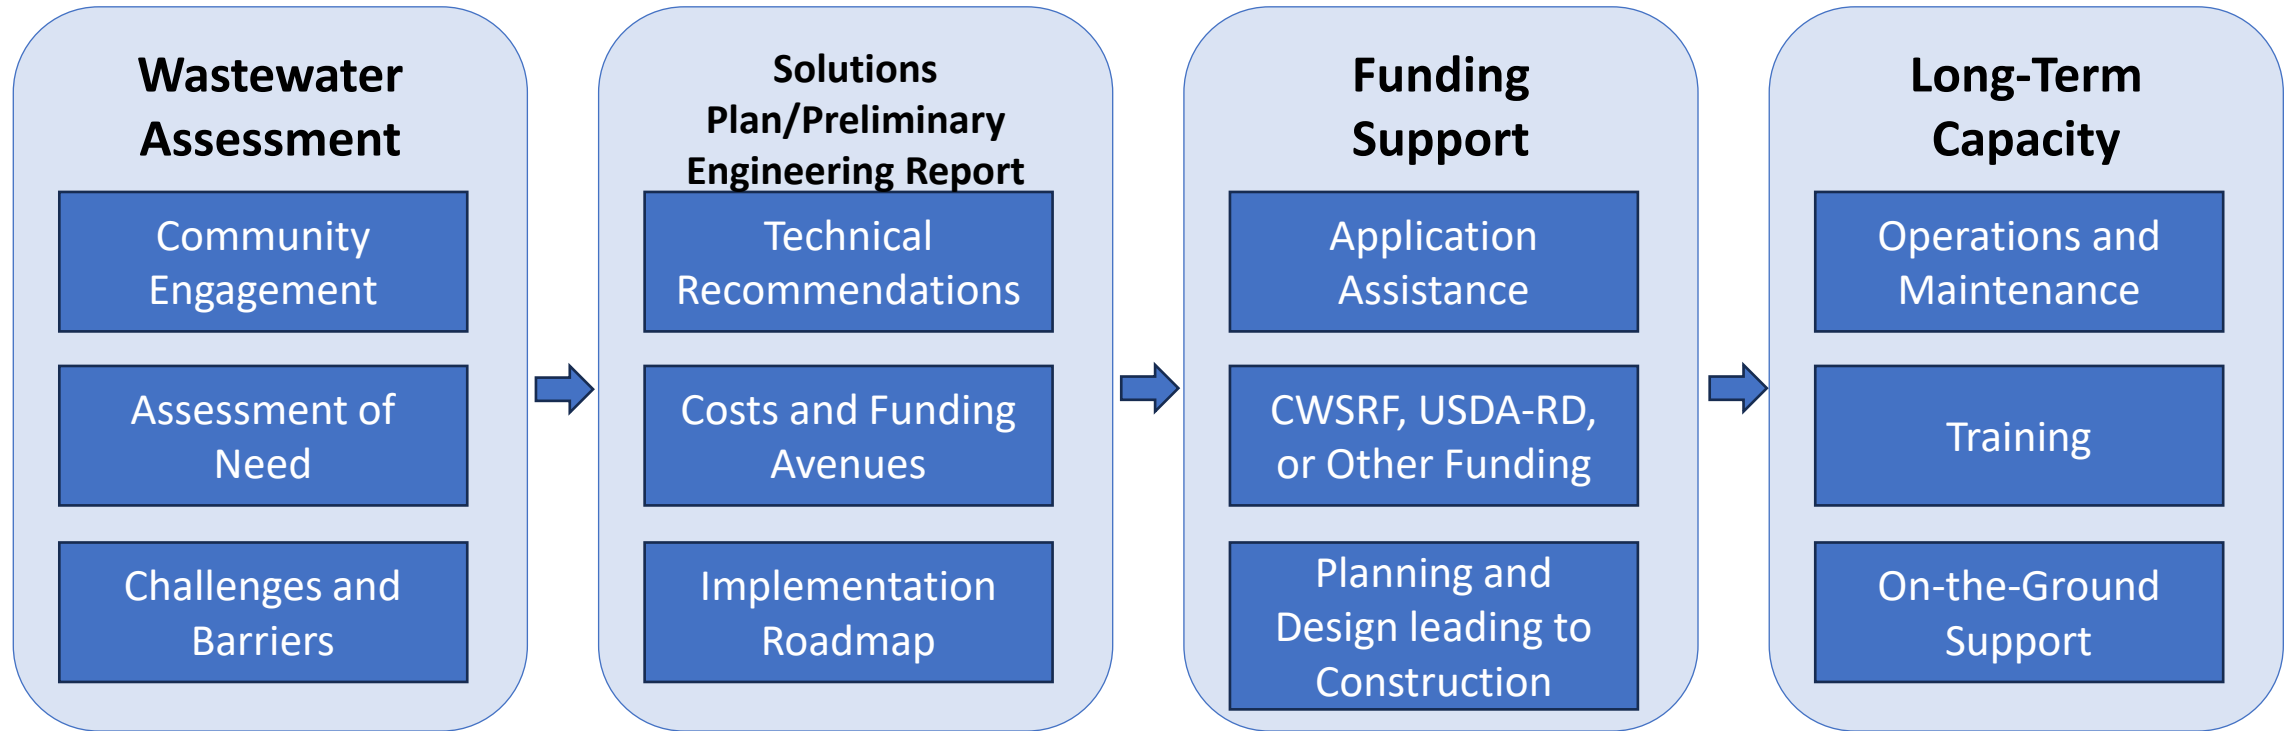 Wastewater
Assessment
Community
Engagement
Assessment of
Need
Challenges and
Barriers
Solutions
Plan/Preliminary
Engineering Report
Technical
Recommendations
Costs and Funding
Avenues
Implementation
Roadmap
Funding
Support
Application
Assistance
CWSRF, USDA-RD,
or Other Funding
Planning and
Design leading to
Construction
Long-Term
Capacity
Operations and
Maintenance
Training
On-the-Ground
Support